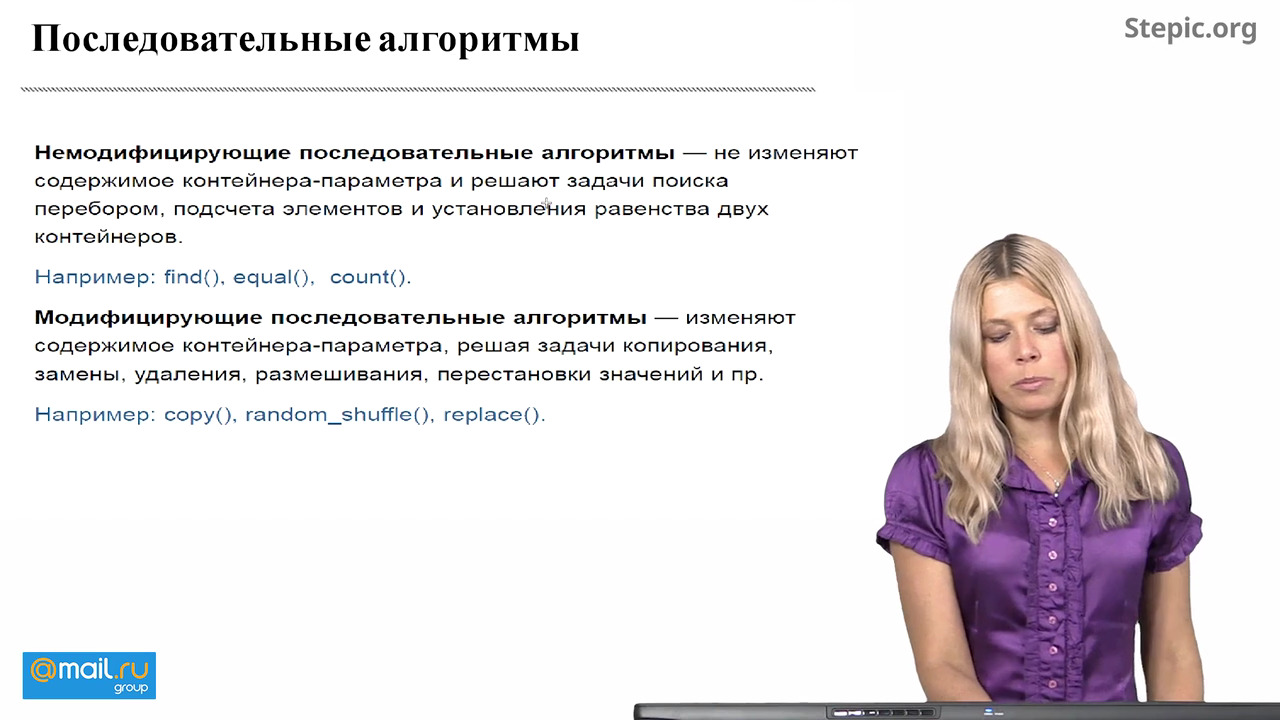 Последовательные алгоритмы
Stepic.org
Немодифицирующие последовательные алгоритмы — не изменяют
содержимое контейнера-параметра и решают задачи поиска
перебором, подсчета элементов и установления равенства двух
контейнеров.
Например: find(), equal(),  count().
Модифицирующие последовательные алгоритмы — изменяют
содержимое контейнера-параметра, решая задачи копирования,
замены, удаления, размешивания, перестановки значений и пр.
Например: copy(), random_shuffle(), replace().
@mail.ru
group